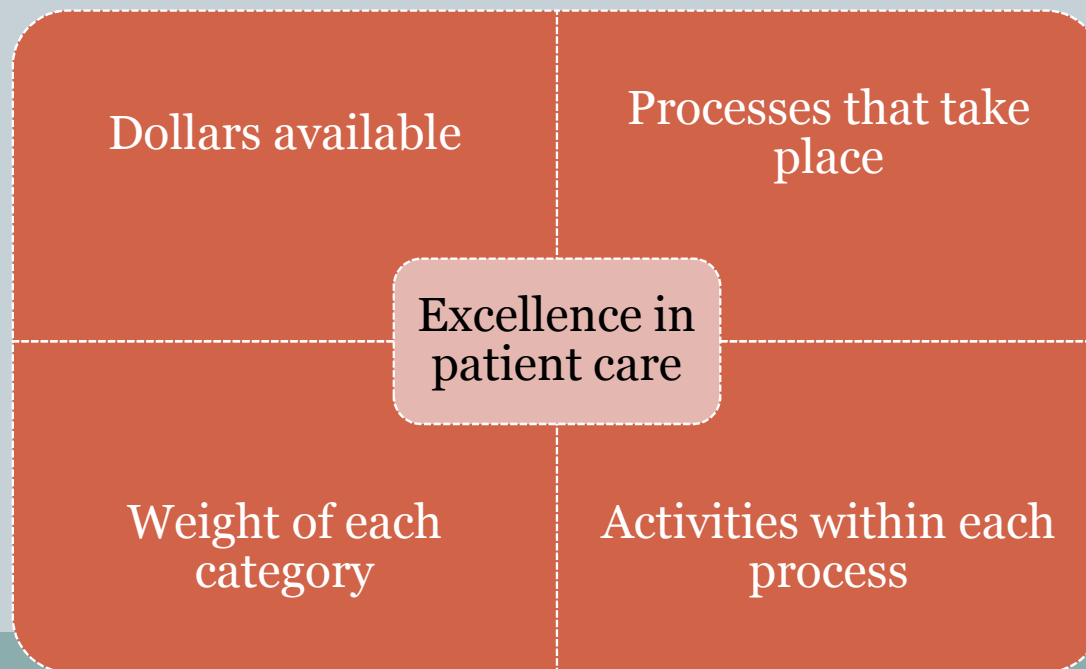 Dollars available
Processes that take
place
Excellence in
patient care
Weight of each
category
Activities within each
process